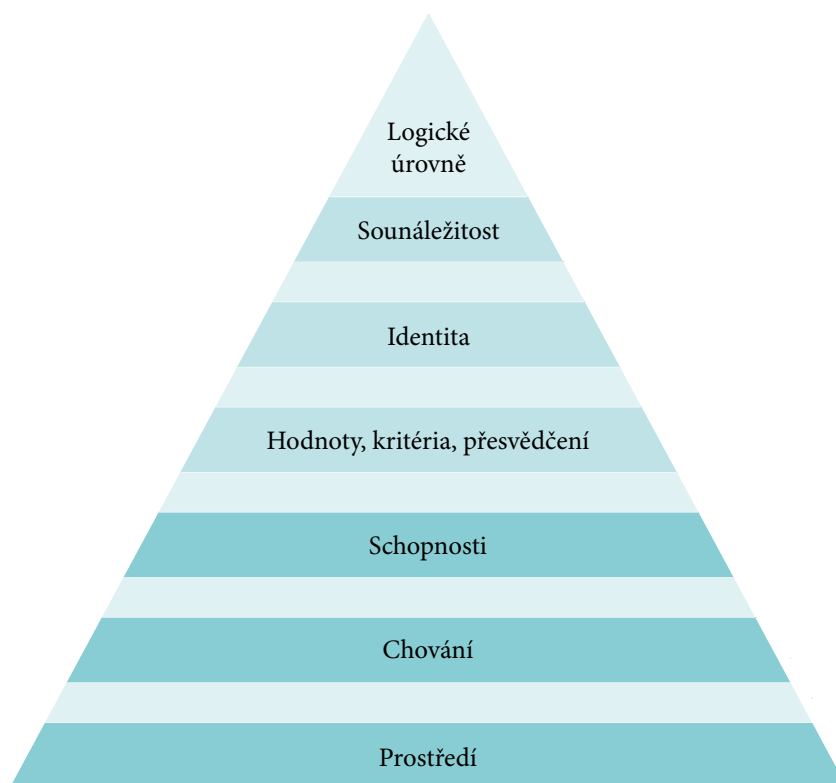 Logické
úrovně
Sounáležitost
Identita
Hodnoty, kritéria, přesvědčení
Schopnosti
Chování
Prostředí